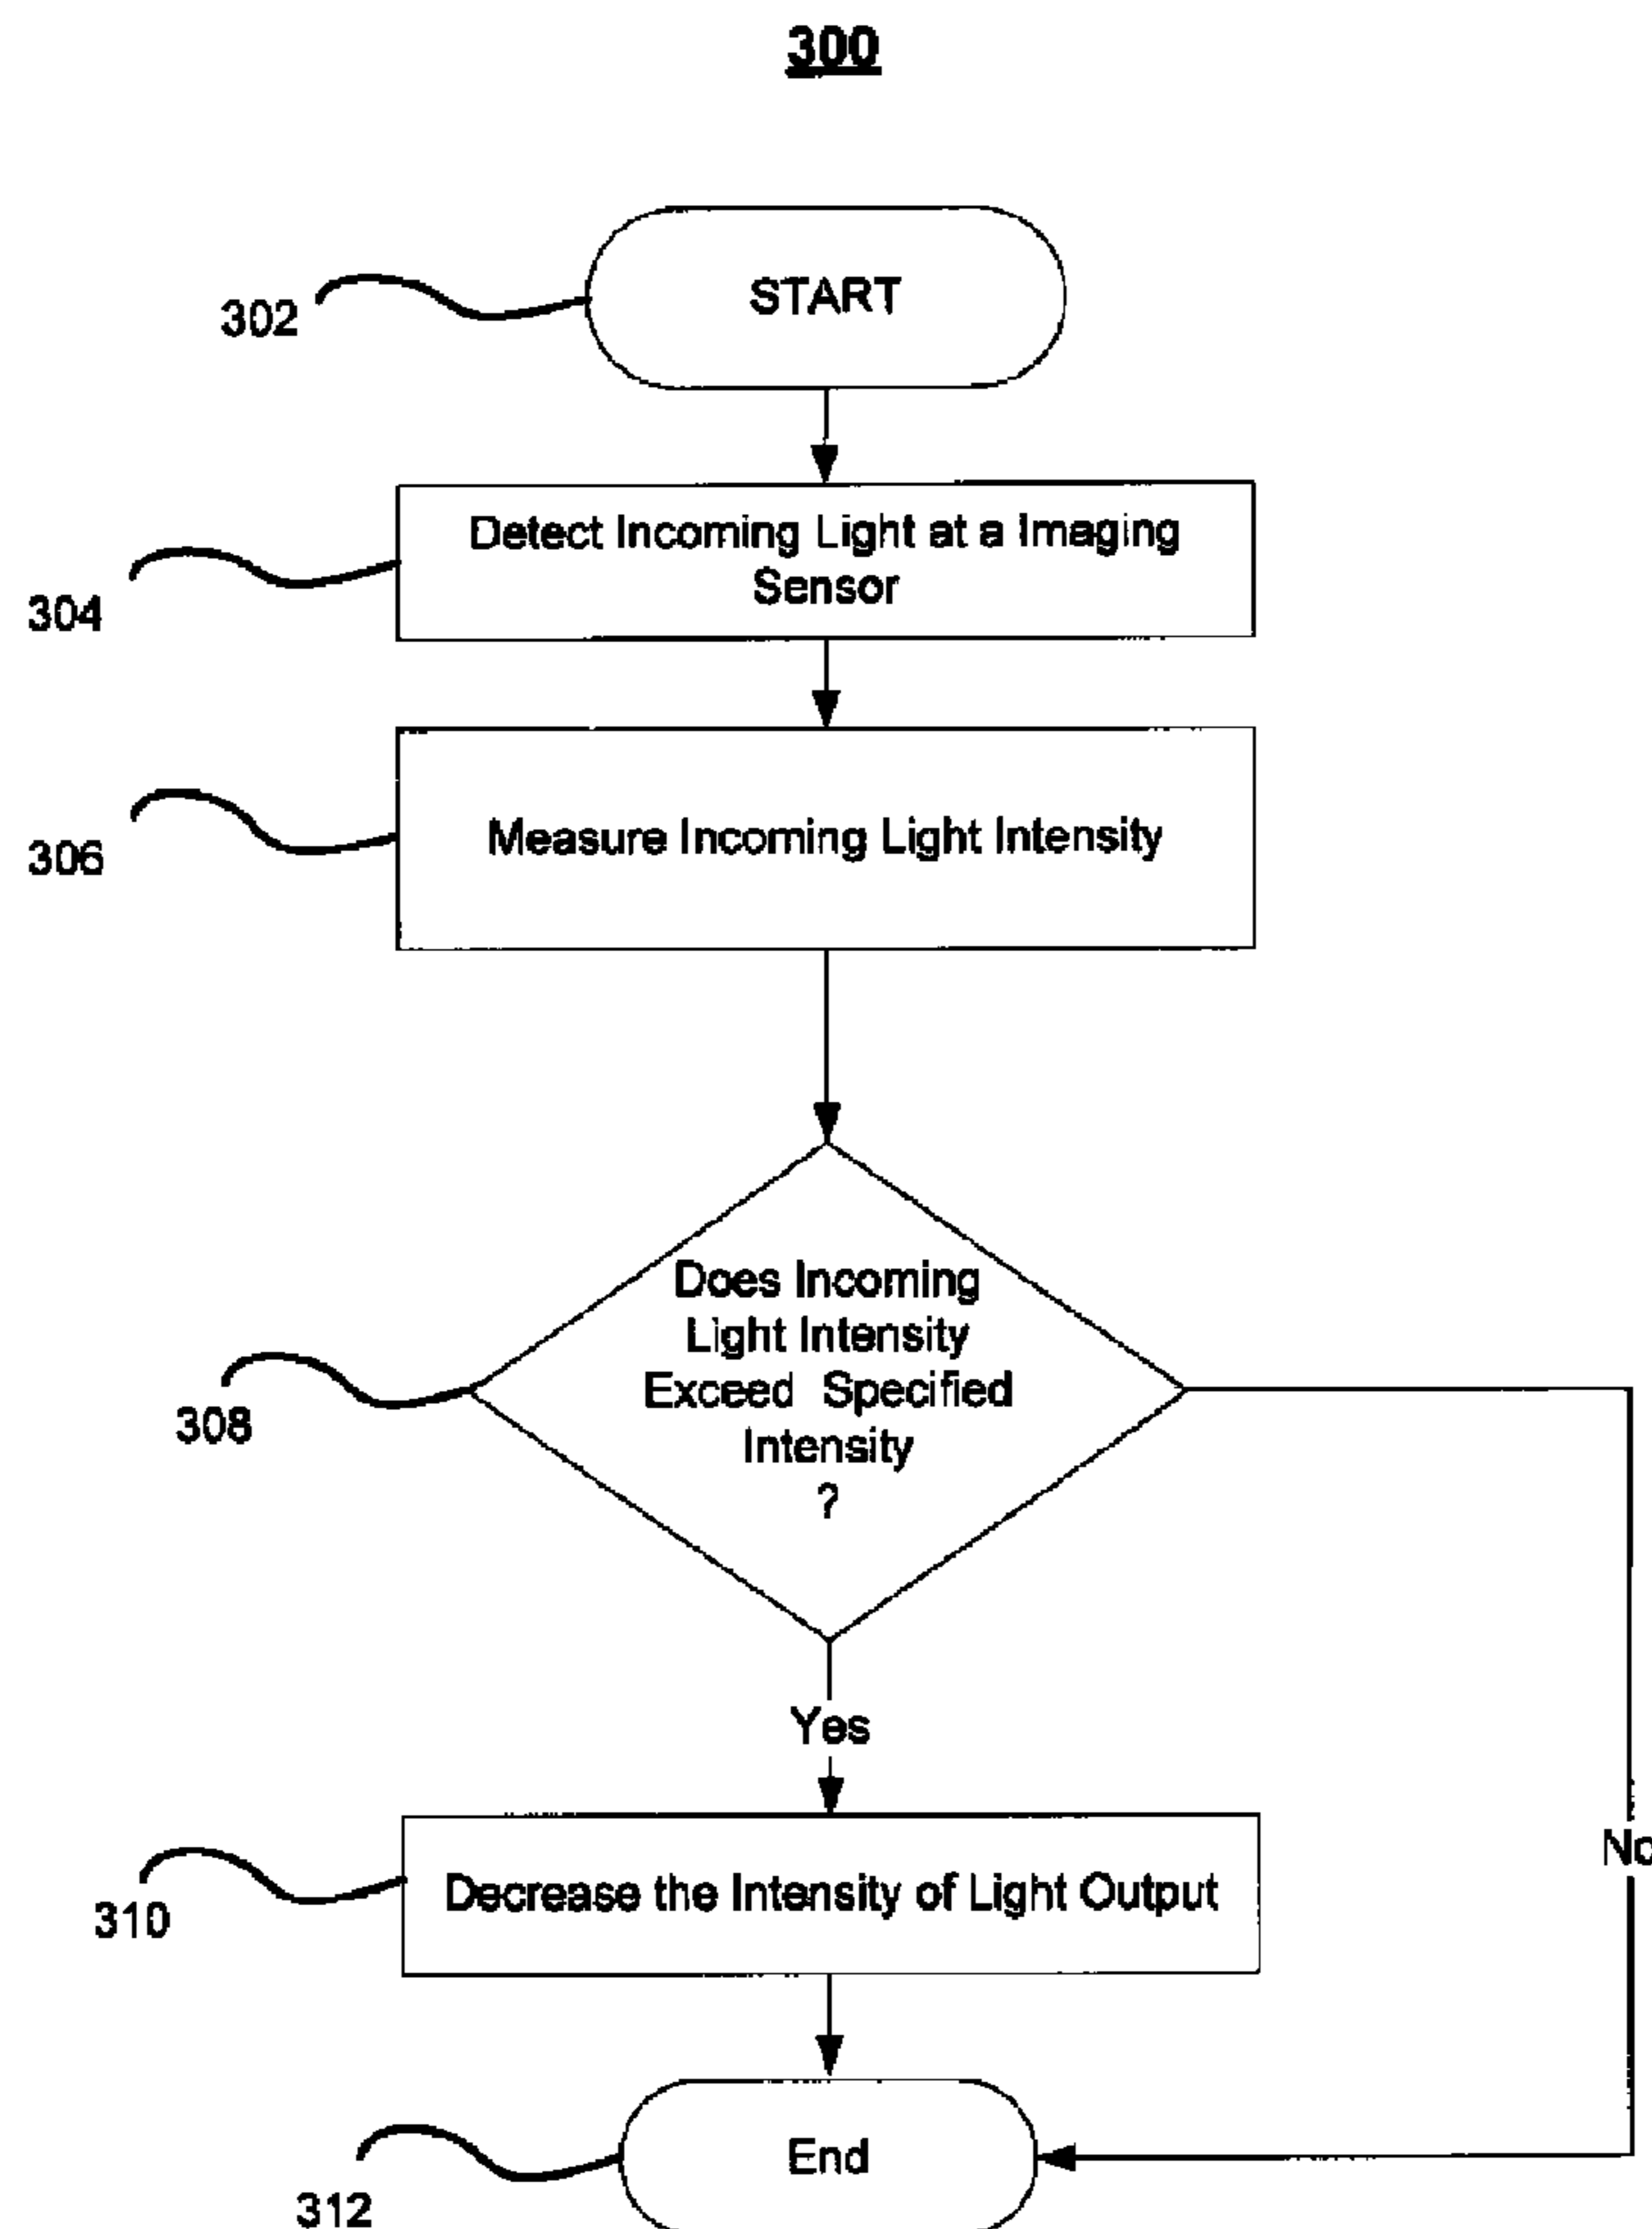 300
START
302
Detect Incoming Light at a Imaging
Sensor
304
Measure Incoming Light Intensity
306
Does Incoming
Light Intensity
Exceed Specified
Intensity
?
308
Yes
No
Decrease the Intensity of Light Output
310
End
312